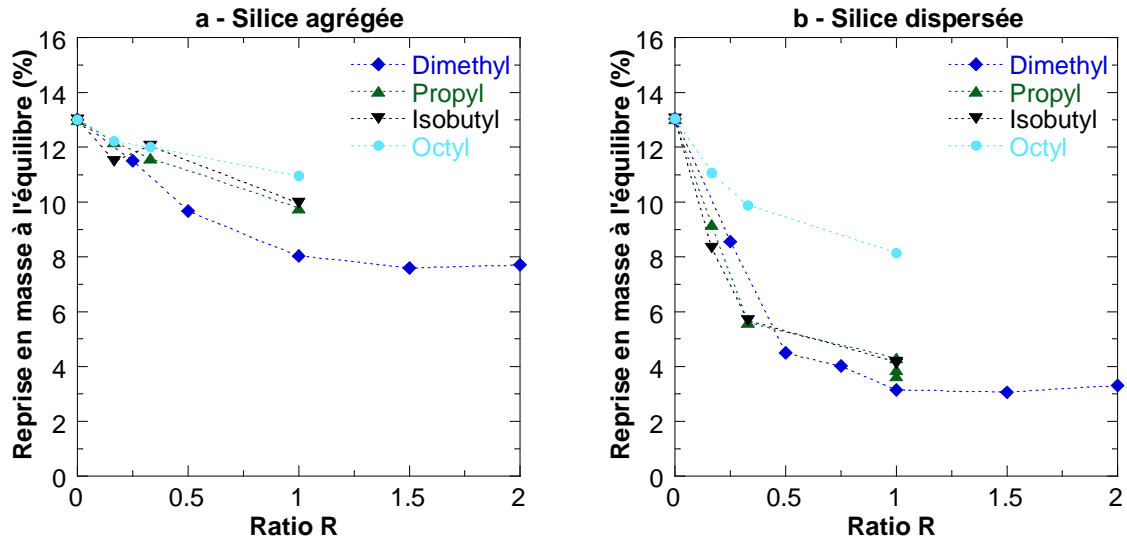 a - Silice agrégée
Reprise en masse à l'équilibre (%)
16
14
12
10
8
6
4
2
0
Dimethyl
Propyl
Isobutyl
Octyl
0
0.5
1
1.5
2
Ratio R
b - Silice dispersée
Reprise en masse à l'équilibre (%)
16
14
12
10
8
6
4
2
0
Dimethyl
Propyl
Isobutyl
Octyl
0
0.5
1
1.5
2
Ratio R